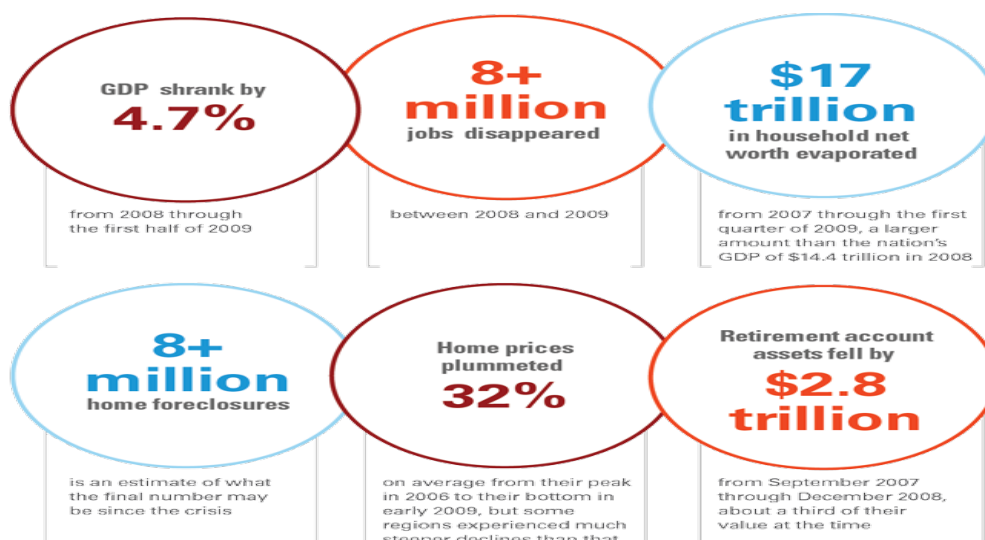 GDP shrank by
4.7%
from 2008 through
the first half of 2009
8+
million
jobs disappeared
between 2008 and 2009
$17
trillion
in household net
worth evaporated
from 2007 through the first
quarter of 2009, a larger
amount than the nation's
GDP of $14.4 trillion in 2008
8+
million
home foreclosures
is an estimate of what
the final number may
be since the crisis
Home prices
plummeted
32%
on average from their peak
in 2006 to their bottom in
early 2009, but some
regions experienced much
steeper declines than that
Retirement account
assets fell by
$2.8
trillion
from September 2007
through December 2008,
about a third of their
value at the time